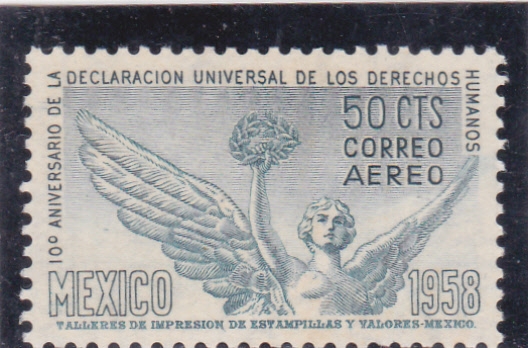 10º ANIVERSARIO DE LA DECLARACION UNIVERSAL DE LOS DERECHOS HUMANOS
50 CTS
CORREO
AEREO
MEXICO 1958
TALLERES DE IMPRESION DE ESTAMPILLAS Y VALORES-MEXICO.